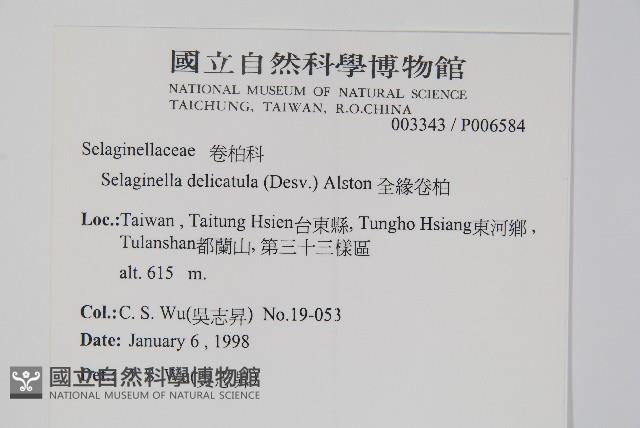 國立自然科學博物館
NATIONAL MUSEUM OF NATURAL SCIENCE
TAICHUNG, TAIWAN, R.O.CHINA
003343 / P006584
Selaginellaceae 卷柏科
Selaginella delicatula (Desv.) Alston 全緣卷柏
Loc.:Taiwan , Taitung Hsien台東縣, Tungho Hsiang東河鄉 ,
Tulanshan都蘭山, 第三十三樣區
alt. 615 m.
Col.:C. S. Wu(吳志昇) No.19-053
Date: January 6 , 1998
Det.:
國立自然科學博物館
NATIONAL MUSEUM OF NATURAL SCIENCE